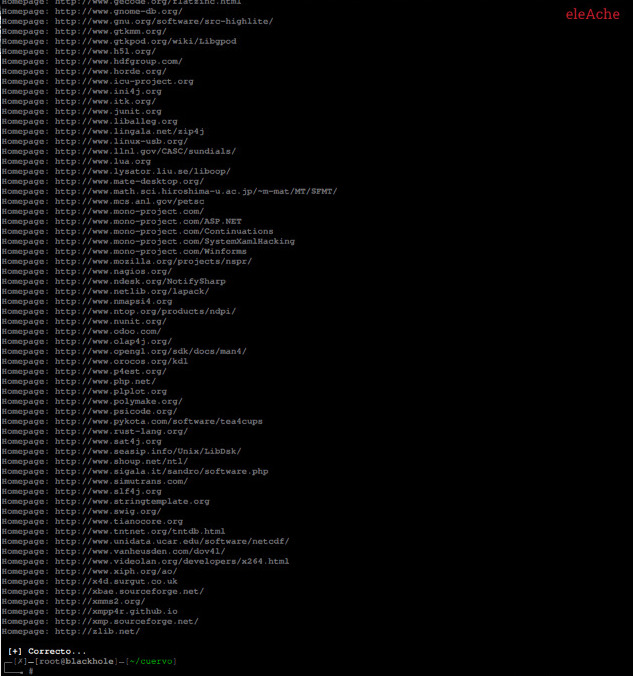 eleAche
Homepage: http://www.gecode.org/flatzinc.html
Homepage: http://www.gnome-db.org/
Homepage: http://www.gnu.org/software/src-highlite/
Homepage: http://www.gtkmm.org/
Homepage: http://www.gtkpod.org/wiki/Libgpod
Homepage: http://www.h5l.org/
Homepage: http://www.hdfgroup.com/
Homepage: http://www.horde.org/
Homepage: http://www.icu-project.org
Homepage: http://www.ini4j.org
Homepage: http://www.itk.org/
Homepage: http://www.junit.org
Homepage: http://www.liballeg.org
Homepage: http://www.lingala.net/zip4j
Homepage: http://www.linux-usb.org/
Homepage: http://www.llnl.gov/CASC/sundials/
Homepage: http://www.lua.org
Homepage: http://www.lysator.liu.se/liboop/
Homepage: http://www.mate-desktop.org/
Homepage: http://www.math.sci.hiroshima-u.ac.jp/~m-mat/MT/SFMT/
Homepage: http://www.mcs.anl.gov/petsc
Homepage: http://www.mono-project.com/
Homepage: http://www.mono-project.com/ASP.NET
Homepage: http://www.mono-project.com/Continuations
Homepage: http://www.mono-project.com/SystemXamlHacking
Homepage: http://www.mono-project.com/Winforms
Homepage: http://www.mozilla.org/projects/nspr/
Homepage: http://www.nagios.org/
Homepage: http://www.ndesk.org/NotifySharp
Homepage: http://www.netlib.org/lapack/
Homepage: http://www.nmapsi4.org
Homepage: http://www.ntop.org/products/ndpi/
Homepage: http://www.nunit.org/
Homepage: http://www.odoo.com/
Homepage: http://www.olap4j.org/
Homepage: http://www.opengl.org/sdk/docs/man4/
Homepage: http://www.orocos.org/kdl
Homepage: http://www.p4est.org/
Homepage: http://www.php.net/
Homepage: http://www.plplot.org
Homepage: http://www.polymake.org/
Homepage: http://www.psicode.org/
Homepage: http://www.pykota.com/software/tea4cups
Homepage: http://www.rust-lang.org/
Homepage: http://www.sat4j.org
Homepage: http://www.seasip.info/Unix/LibDsk/
Homepage: http://www.shoup.net/ntl/
Homepage: http://www.sigala.it/sandro/software.php
Homepage: http://www.simutrans.com/
Homepage: http://www.slf4j.org
Homepage: http://www.stringtemplate.org
Homepage: http://www.swig.org/
Homepage: http://www.tianocore.org
Homepage: http://www.tntnet.org/tntdb.html
Homepage: http://www.unidata.ucar.edu/software/netcdf/
Homepage: http://www.vanheusden.com/dov4l/
Homepage: http://www.videolan.org/developers/x264.html
Homepage: http://www.xiph.org/ao/
Homepage: http://x4d.surgut.co.uk
Homepage: http://xbae.sourceforge.net/
Homepage: http://xmms2.org/
Homepage: http://xmpp4r.github.io
Homepage: http://xmp.sourceforge.net/
Homepage: http://zlib.net/
[+] Correcto...
┌─[✗]─[root@blackhole]─[~/cuervo]
└──╼ #